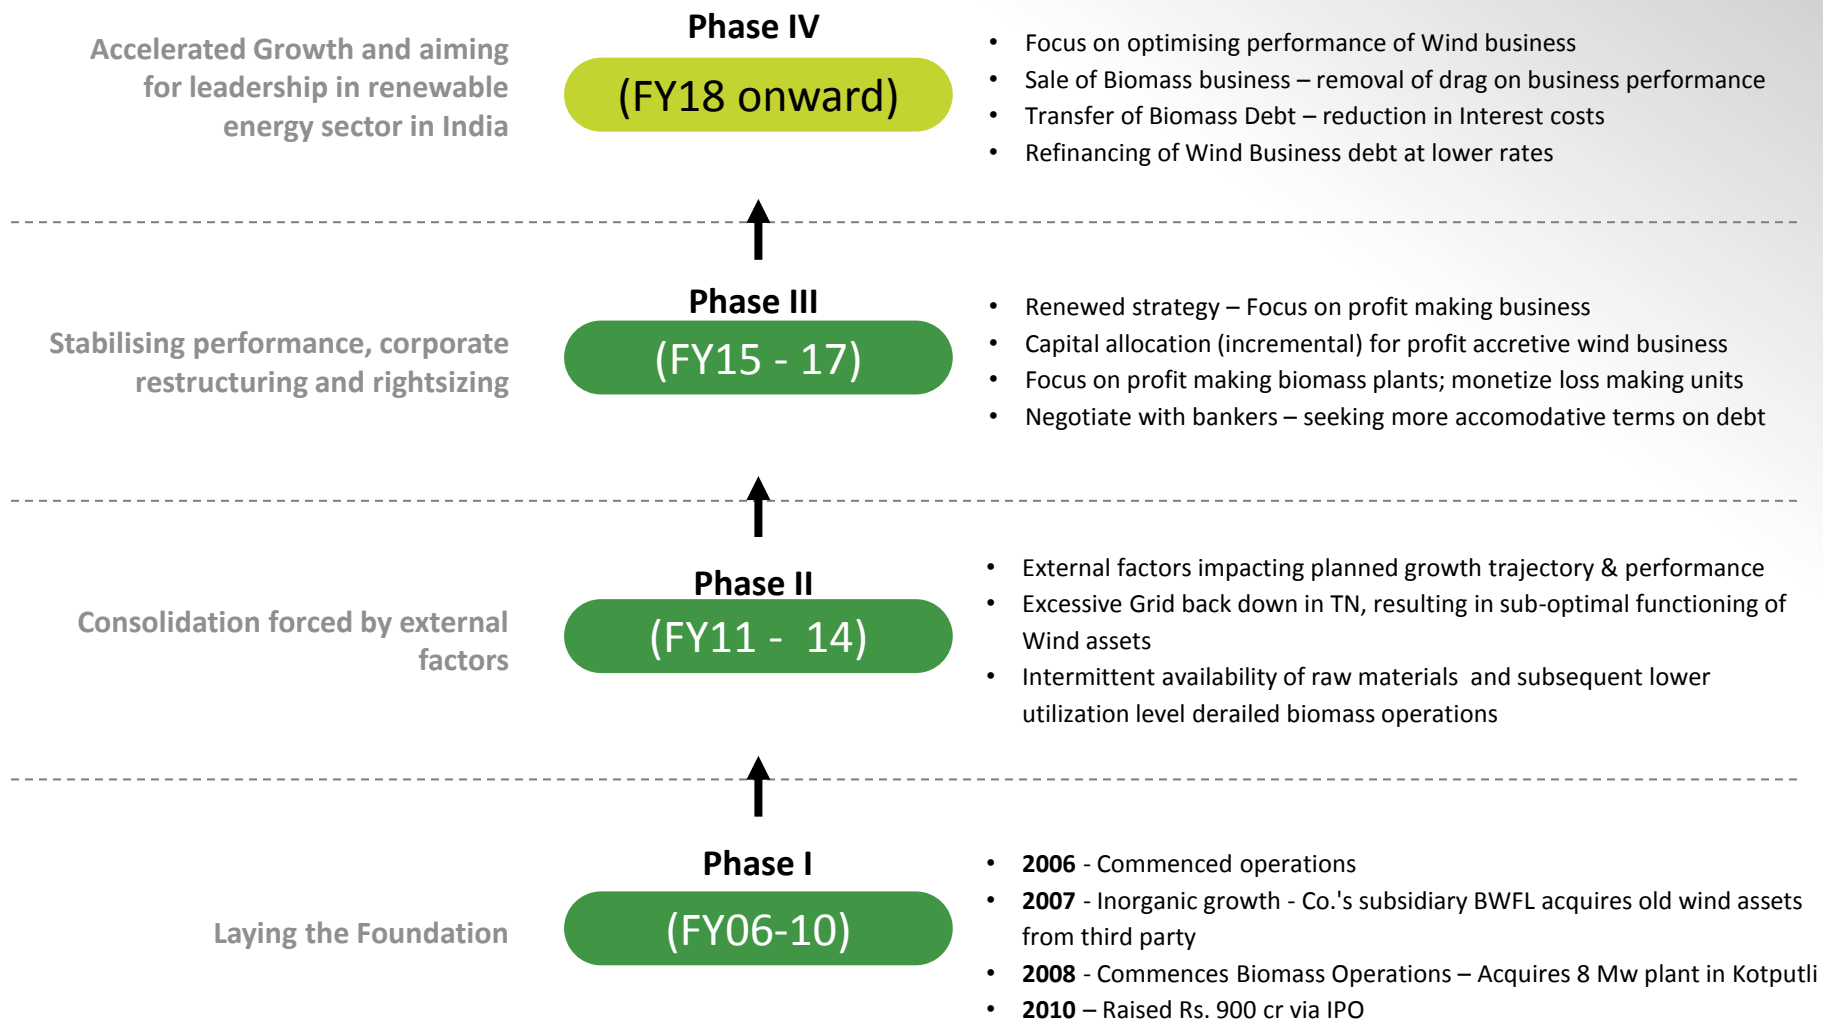 Phase IV
Accelerated Growth and aiming
for leadership in renewable
energy sector in India
(FY18 onward)
• Focus on optimising performance of Wind business
• Sale of Biomass business – removal of drag on business performance
• Transfer of Biomass Debt – reduction in Interest costs
• Refinancing of Wind Business debt at lower rates
Phase III
Stabilising performance, corporate
restructuring and rightsizing
(FY15 - 17)
• Renewed strategy – Focus on profit making business
• Capital allocation (incremental) for profit accretive wind business
• Focus on profit making biomass plants; monetize loss making units
• Negotiate with bankers – seeking more accomodative terms on debt
Phase II
Consolidation forced by external
factors
(FY11 - 14)
• External factors impacting planned growth trajectory & performance
• Excessive Grid back down in TN, resulting in sub-optimal functioning of
Wind assets
• Intermittent availability of raw materials and subsequent lower
utilization level derailed biomass operations
Phase I
Laying the Foundation
(FY06-10)
• 2006 - Commenced operations
• 2007 - Inorganic growth - Co.'s subsidiary BWFL acquires old wind assets
from third party
• 2008 - Commences Biomass Operations – Acquires 8 Mw plant in Kotputli
• 2010 – Raised Rs. 900 cr via IPO